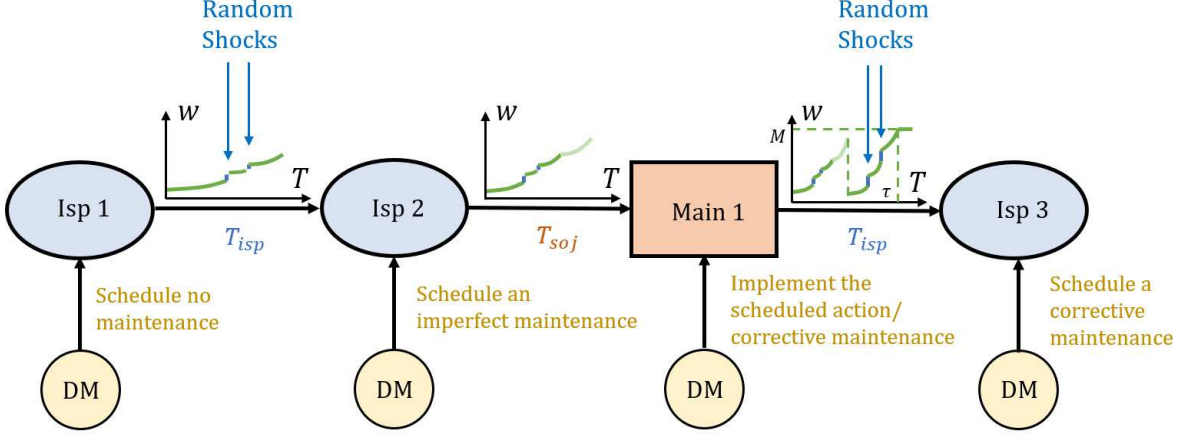 Random
Shocks
Random
Shocks
w
T
w
T
M
w
τ
T
Isp 1
Isp 2
Main 1
Isp 3
T_isp
T_soj
T_isp
Schedule no
maintenance
Schedule an
imperfect maintenance
Implement the
scheduled action/
corrective maintenance
Schedule a
corrective
maintenance
DM
DM
DM
DM